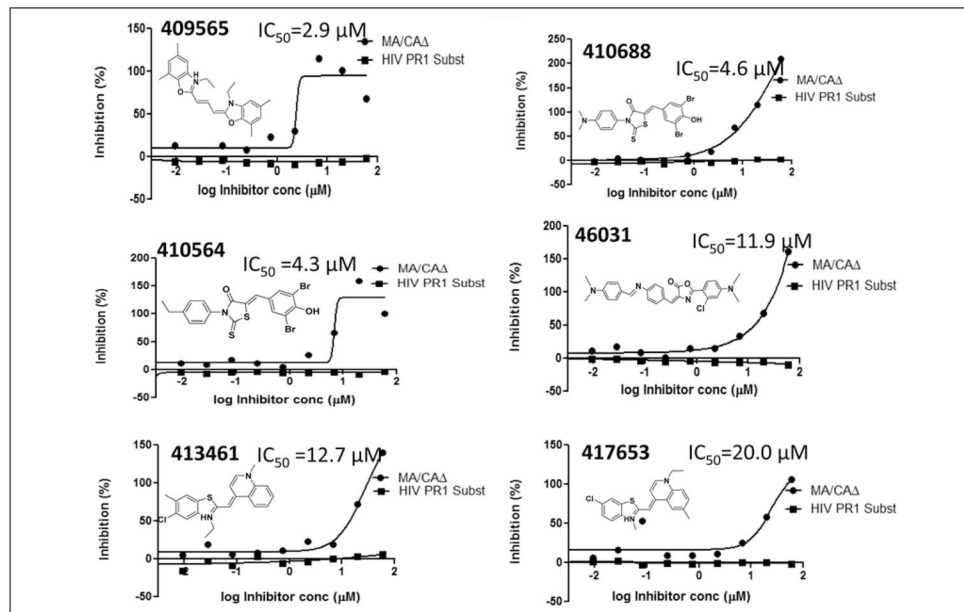 409565
IC50=2.9 μM
MA/CAΔ
HIV PR1 Subst
Inhibition (%)
150
100
50
0
-50
-2
-1
0
1
2
log Inhibitor conc (μM)
410688
IC50=4.6 μM
MA/CAΔ
HIV PR1 Subst
Inhibition (%)
250
200
150
100
50
0
-50
-2
-1
0
1
2
log Inhibitor conc (μM)
410564
IC50=4.3 μM
MA/CAΔ
HIV PR1 Subst
Inhibition (%)
200
150
100
50
0
-50
-2
-1
0
1
2
log Inhibitor conc (μM)
46031
IC50=11.9 μM
MA/CAΔ
HIV PR1 Subst
Inhibition (%)
200
150
100
50
0
-50
-2
-1
0
1
2
log Inhibitor conc (μM)
413461
IC50=12.7 μM
MA/CAΔ
HIV PR1 Subst
Inhibition (%)
150
100
50
0
-50
-2
-1
0
1
2
log Inhibitor conc (μM)
417653
IC50=20.0 μM
MA/CAΔ
HIV PR1 Subst
Inhibition (%)
150
100
50
0
-50
-2
-1
0
1
2
log Inhibitor conc (μM)